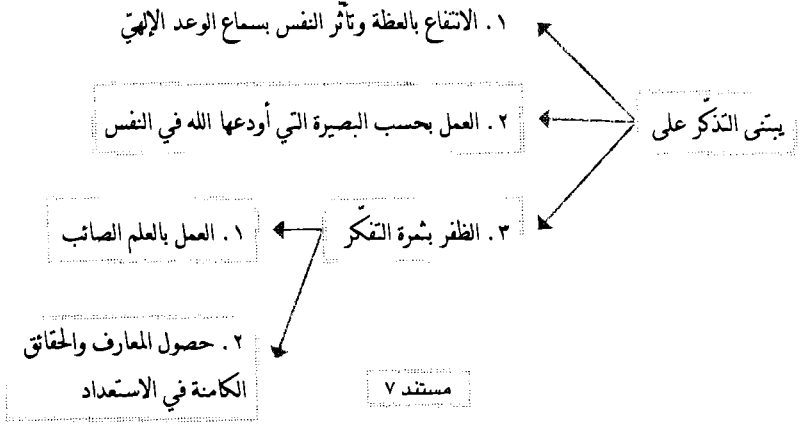 ١. الانتفاع بالعظة وتأثّر النفس بسماع الوعد الإلهيّ
يبتنى التذكّر على
٢. العمل بحسب البصيرة التي أودعها الله في النفس
٣. الظفر بثمرة التفكّر
١. العمل بالعلم الصائب
٢. حصول المعارف والحقائق
الكامنة في الاستعداد
مستند ٧